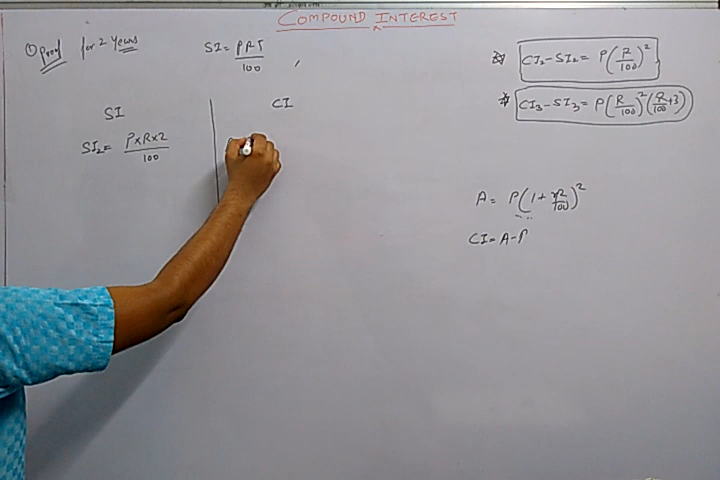 COMPOUND INTEREST
① Proof for 2 Years
SI = PRT/100 ,
CI₂ - SI₂ = P(R/100)²
CI₃ - SI₃ = P(R/100)²(R/100+3)
SI
CI
SI₂ = P×R×2/100
A = P(1 + R/100)²
CI = A - P